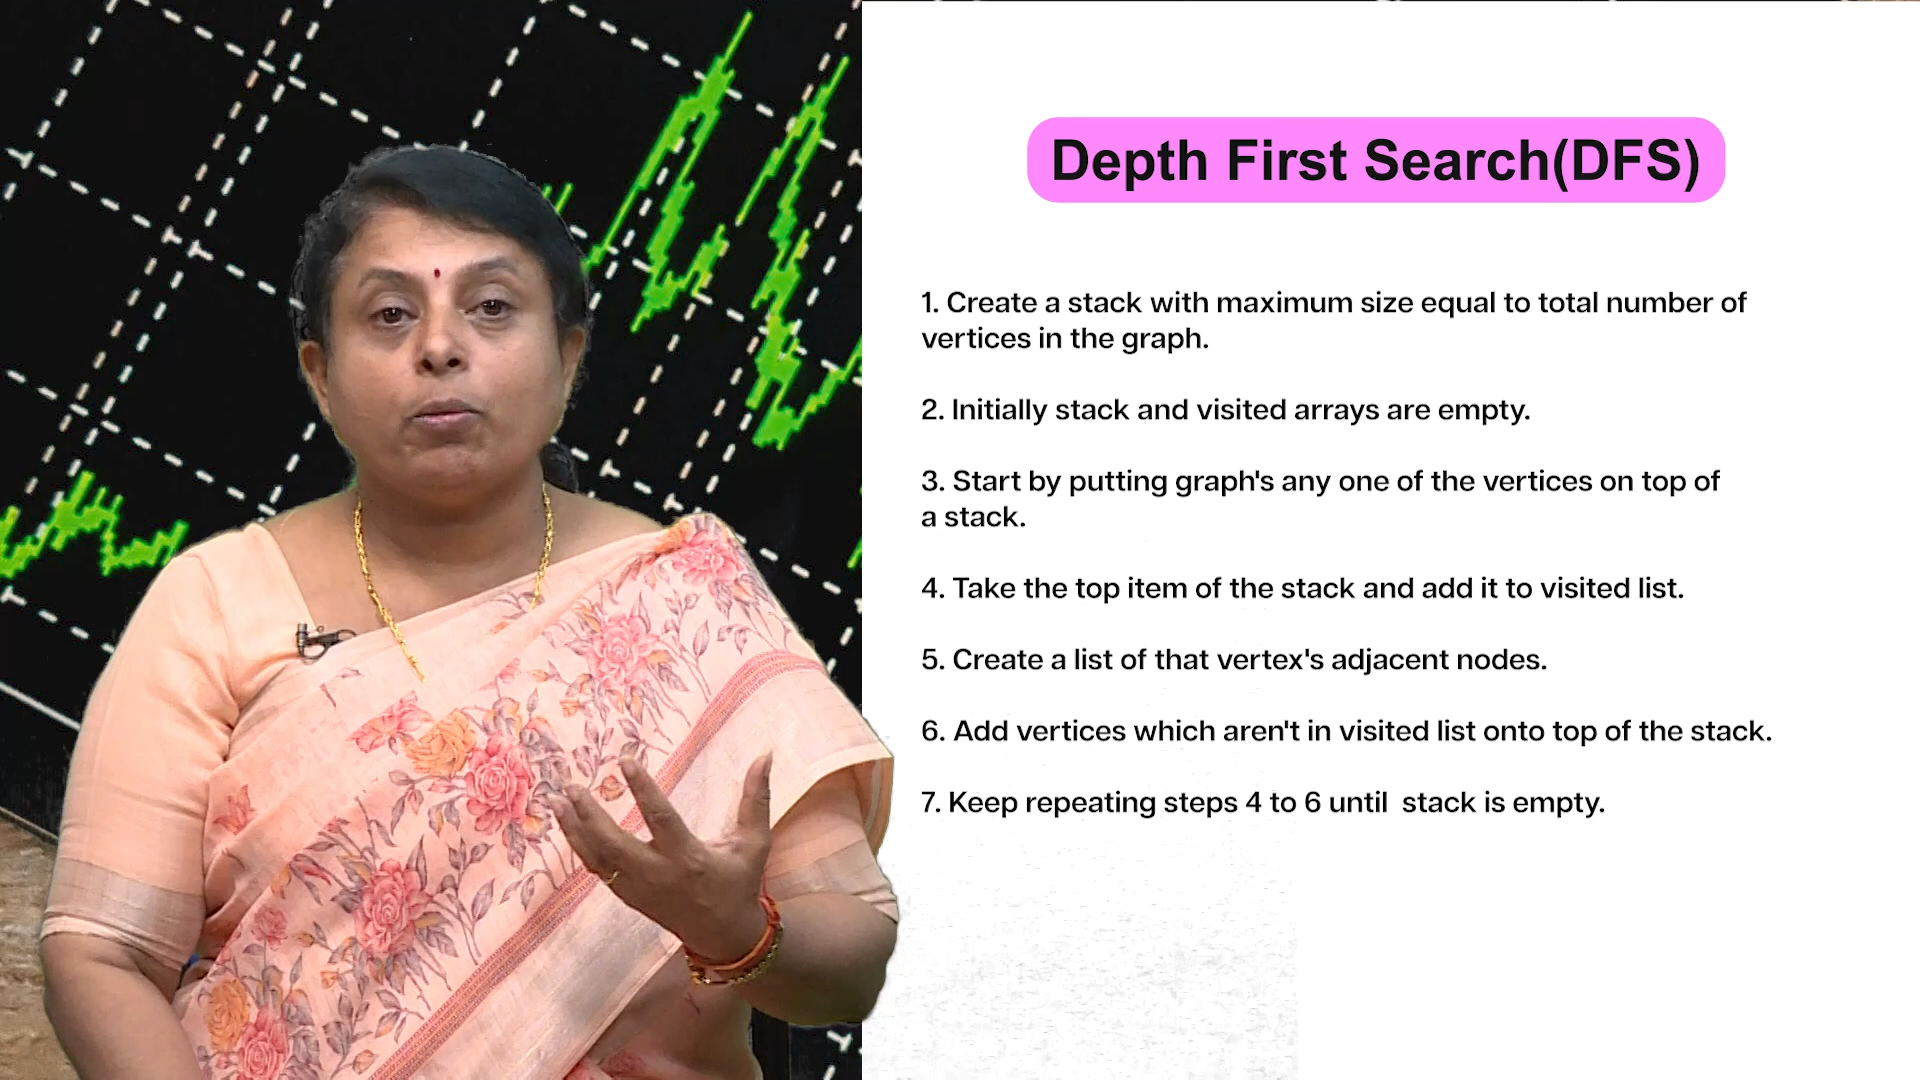 Depth First Search(DFS)
1. Create a stack with maximum size equal to total number of
vertices in the graph.
2. Initially stack and visited arrays are empty.
3. Start by putting graph's any one of the vertices on top of
a stack.
4. Take the top item of the stack and add it to visited list.
5. Create a list of that vertex's adjacent nodes.
6. Add vertices which aren't in visited list onto top of the stack.
7. Keep repeating steps 4 to 6 until  stack is empty.